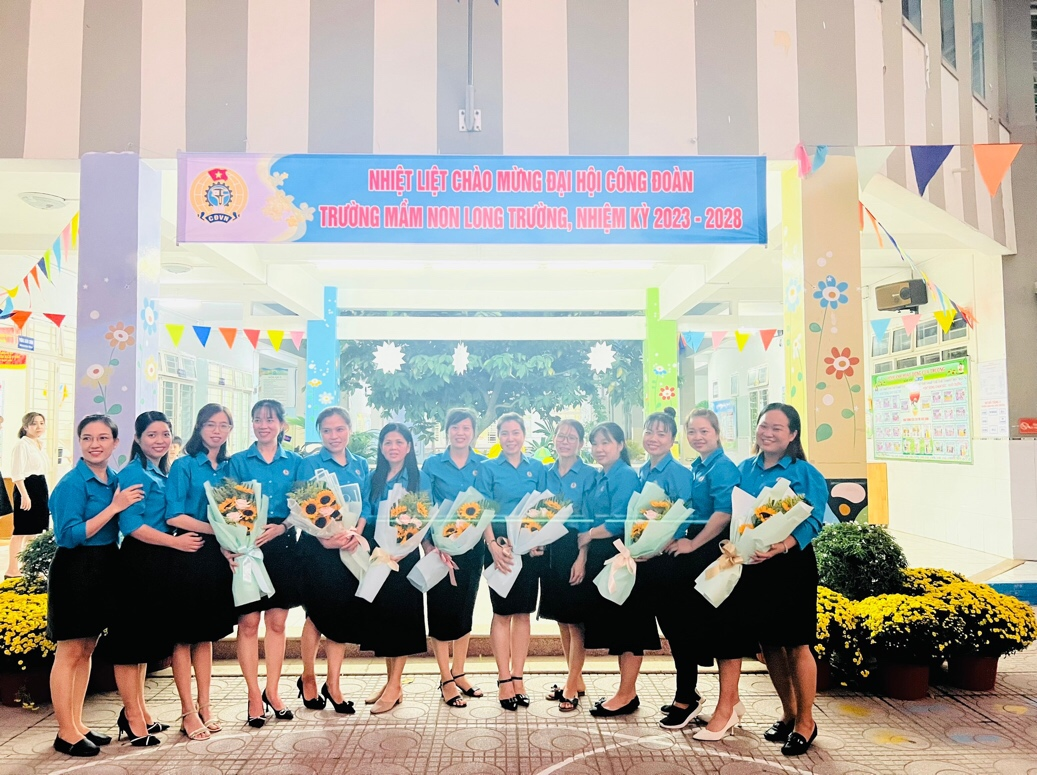 NHIỆT LIỆT CHÀO MỪNG ĐẠI HỘI CÔNG ĐOÀN
TRƯỜNG MẦM NON LONG TRƯỜNG, NHIỆM KỲ 2023 - 2028
CĐVN